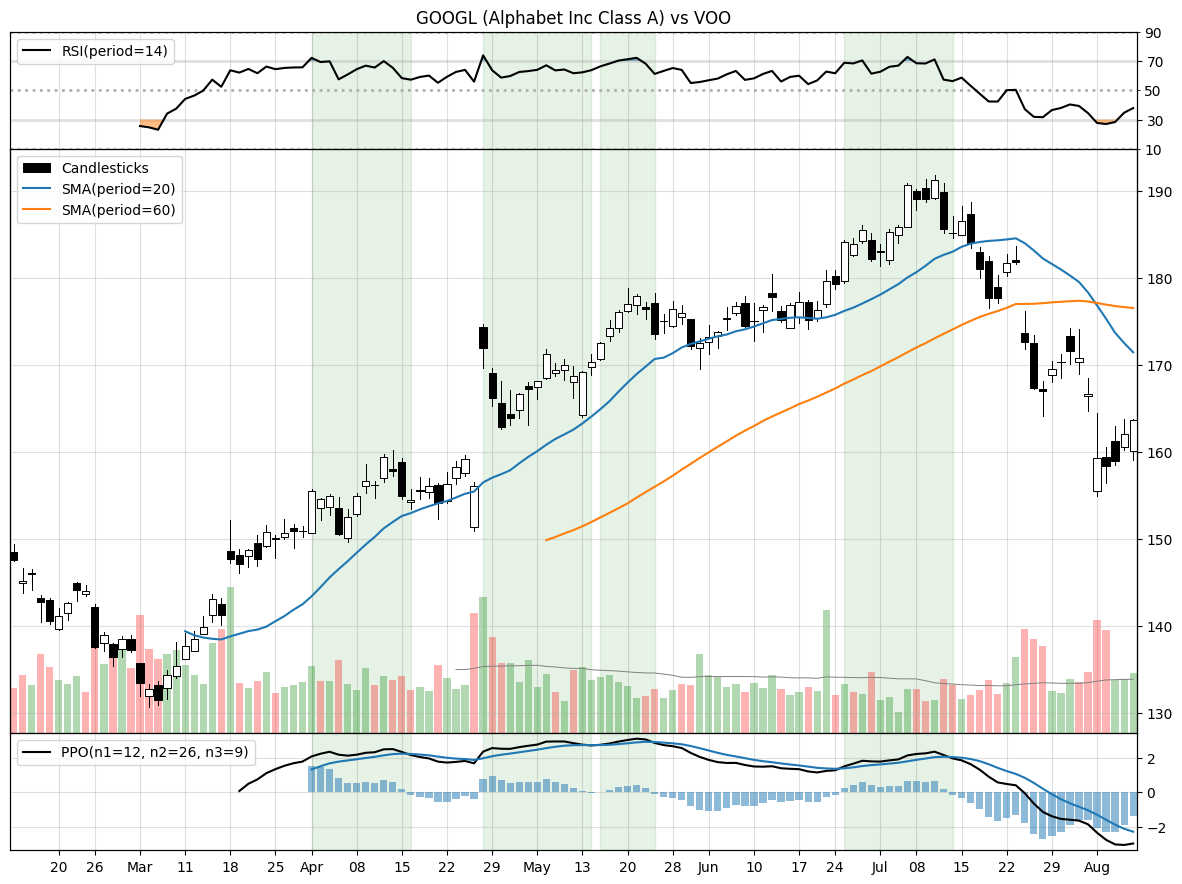 GOOGL (Alphabet Inc Class A) vs VOO
RSI(period=14)
90
70
50
30
10
Candlesticks
SMA(period=20)
SMA(period=60)
190
180
170
160
150
140
130
PPO(n1=12, n2=26, n3=9)
2
0
−2
20 26 Mar 11 18 25 Apr 08 15 22 29 May 13 20 28 Jun 10 17 24 Jul 08 15 22 29 Aug